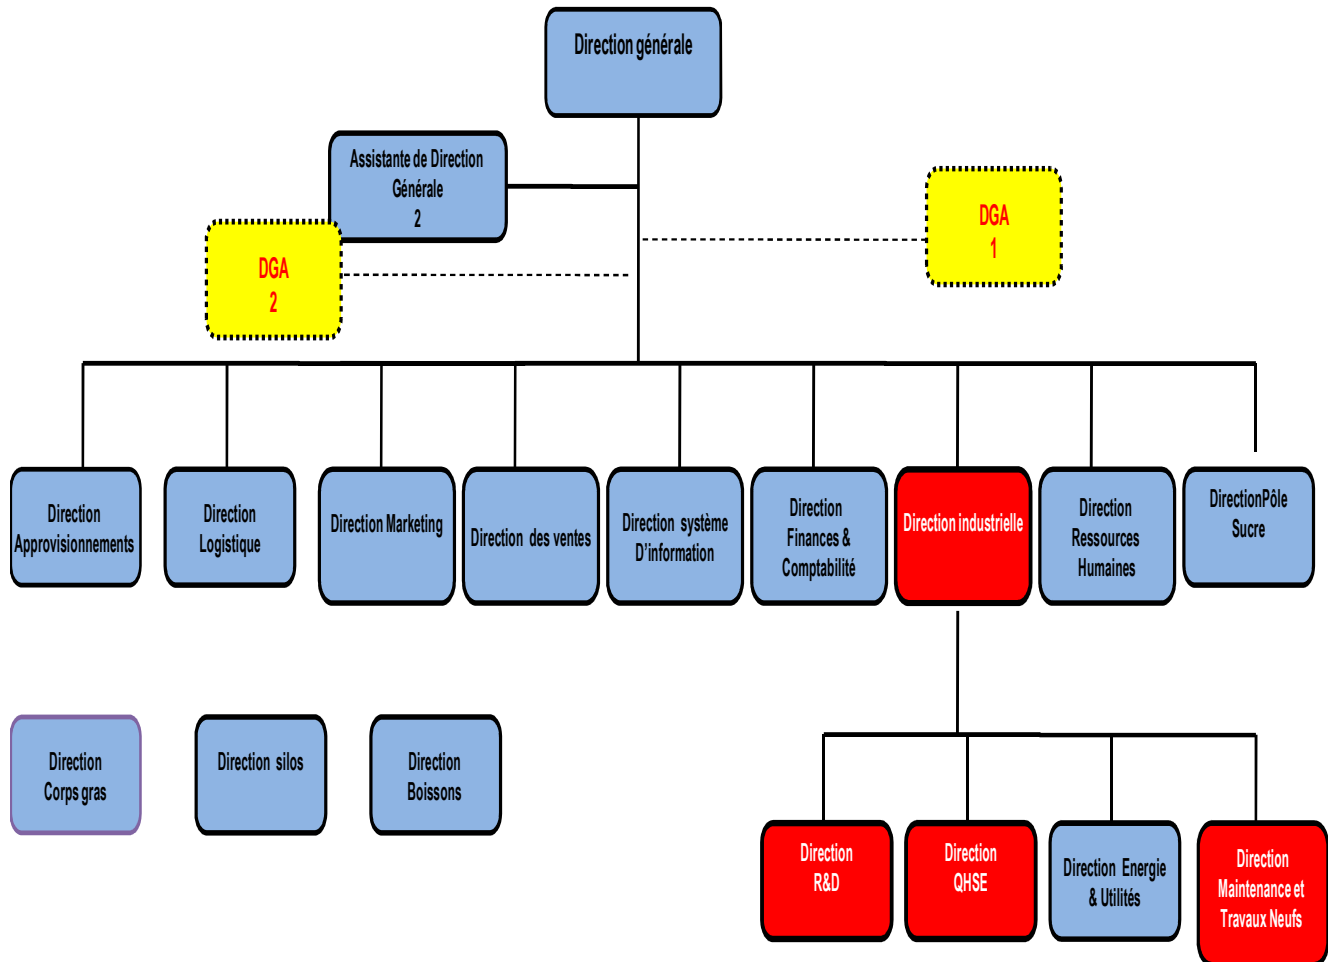 Direction générale
Assistante de Direction
Générale
2
DGA
1
DGA
2
Direction
Approvisionnements
Direction
Logistique
Direction Marketing
Direction des ventes
Direction système
D'information
Direction
Finances &
Comptabilité
Direction industrielle
Direction
Ressources
Humaines
DirectionPôle
Sucre
Direction
Corps gras
Direction silos
Direction
Boissons
Direction
R&D
Direction
QHSE
Direction Energie
& Utilités
Direction
Maintenance et
Travaux Neufs